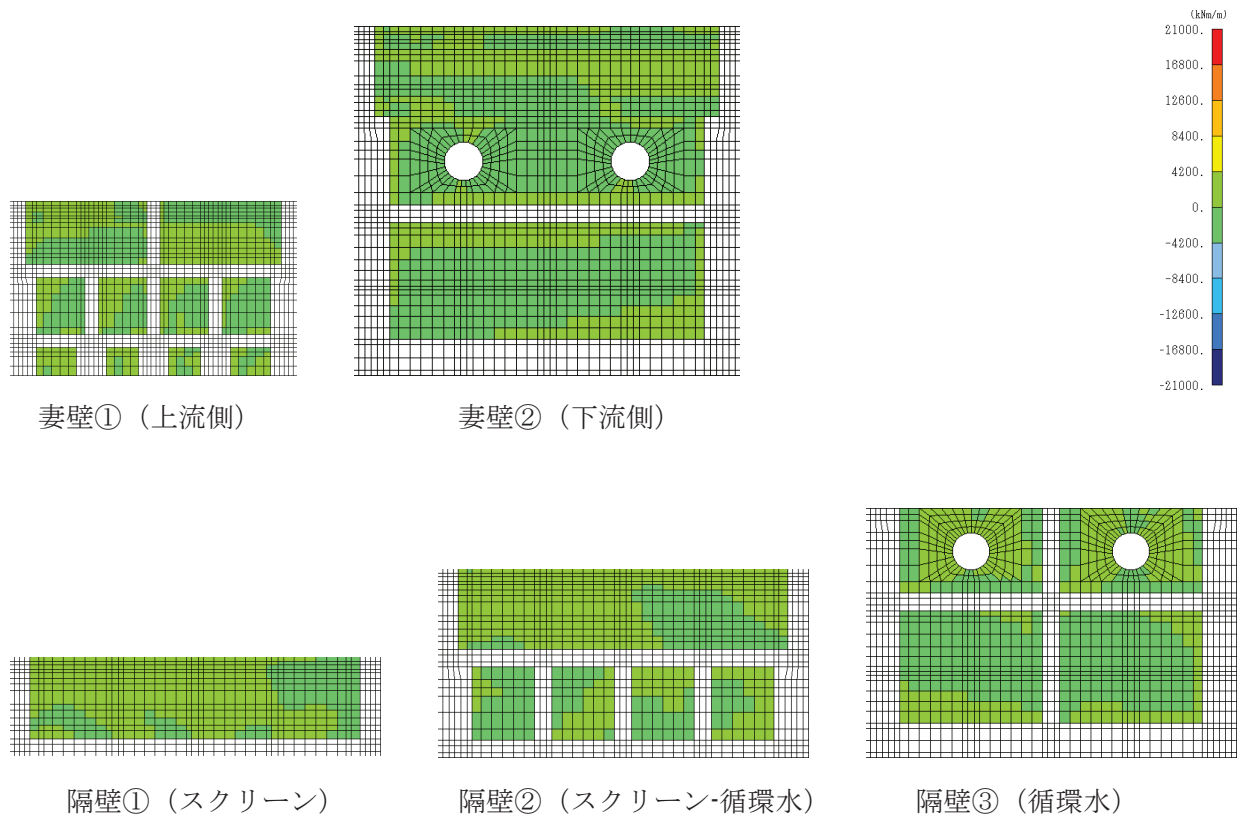 (kNm/m)
21000.
16800.
12600.
8400.
4200.
0.
-4200.
-8400.
-12600.
-16800.
-21000.
妻壁①（上流側）
妻壁②（下流側）
隔壁①（スクリーン）
隔壁②（スクリーン-循環水）
隔壁③（循環水）